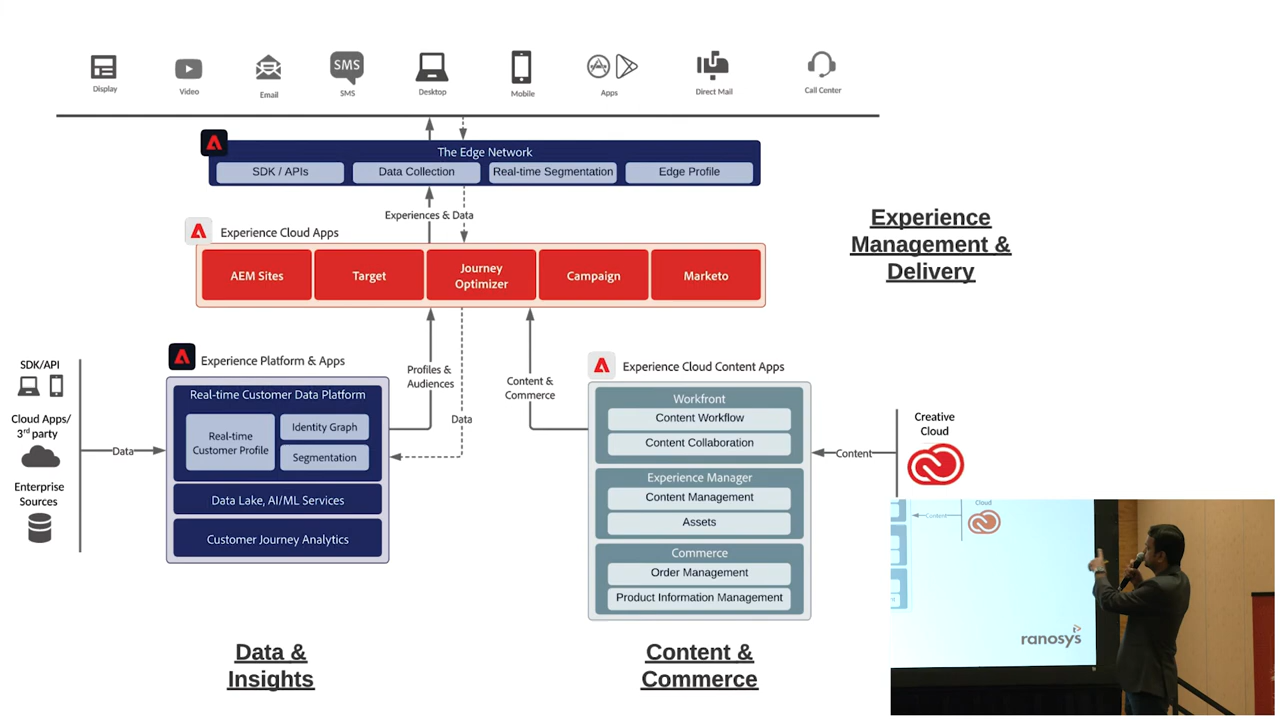 SMS
Display
Video
Email
SMS
Desktop
Mobile
Apps
Direct Mail
Call Center
The Edge Network
SDK / APIs
Data Collection
Real-time Segmentation
Edge Profile
Experiences & Data
Experience Cloud Apps
AEM Sites
Target
Journey
Optimizer
Campaign
Marketo
Experience
Management &
Delivery
SDK/API
Cloud Apps/
3rd party
Enterprise
Sources
Data
Experience Platform & Apps
Real-time Customer Data Platform
Real-time
Customer Profile
Identity Graph
Segmentation
Data Lake, AI/ML Services
Customer Journey Analytics
Profiles &
Audiences
Data
Content &
Commerce
Experience Cloud Content Apps
Workfront
Content Workflow
Content Collaboration
Experience Manager
Content Management
Assets
Commerce
Order Management
Product Information Management
Content
Creative
Cloud
Data &
Insights
Content &
Commerce
Cloud
Content
ranosys